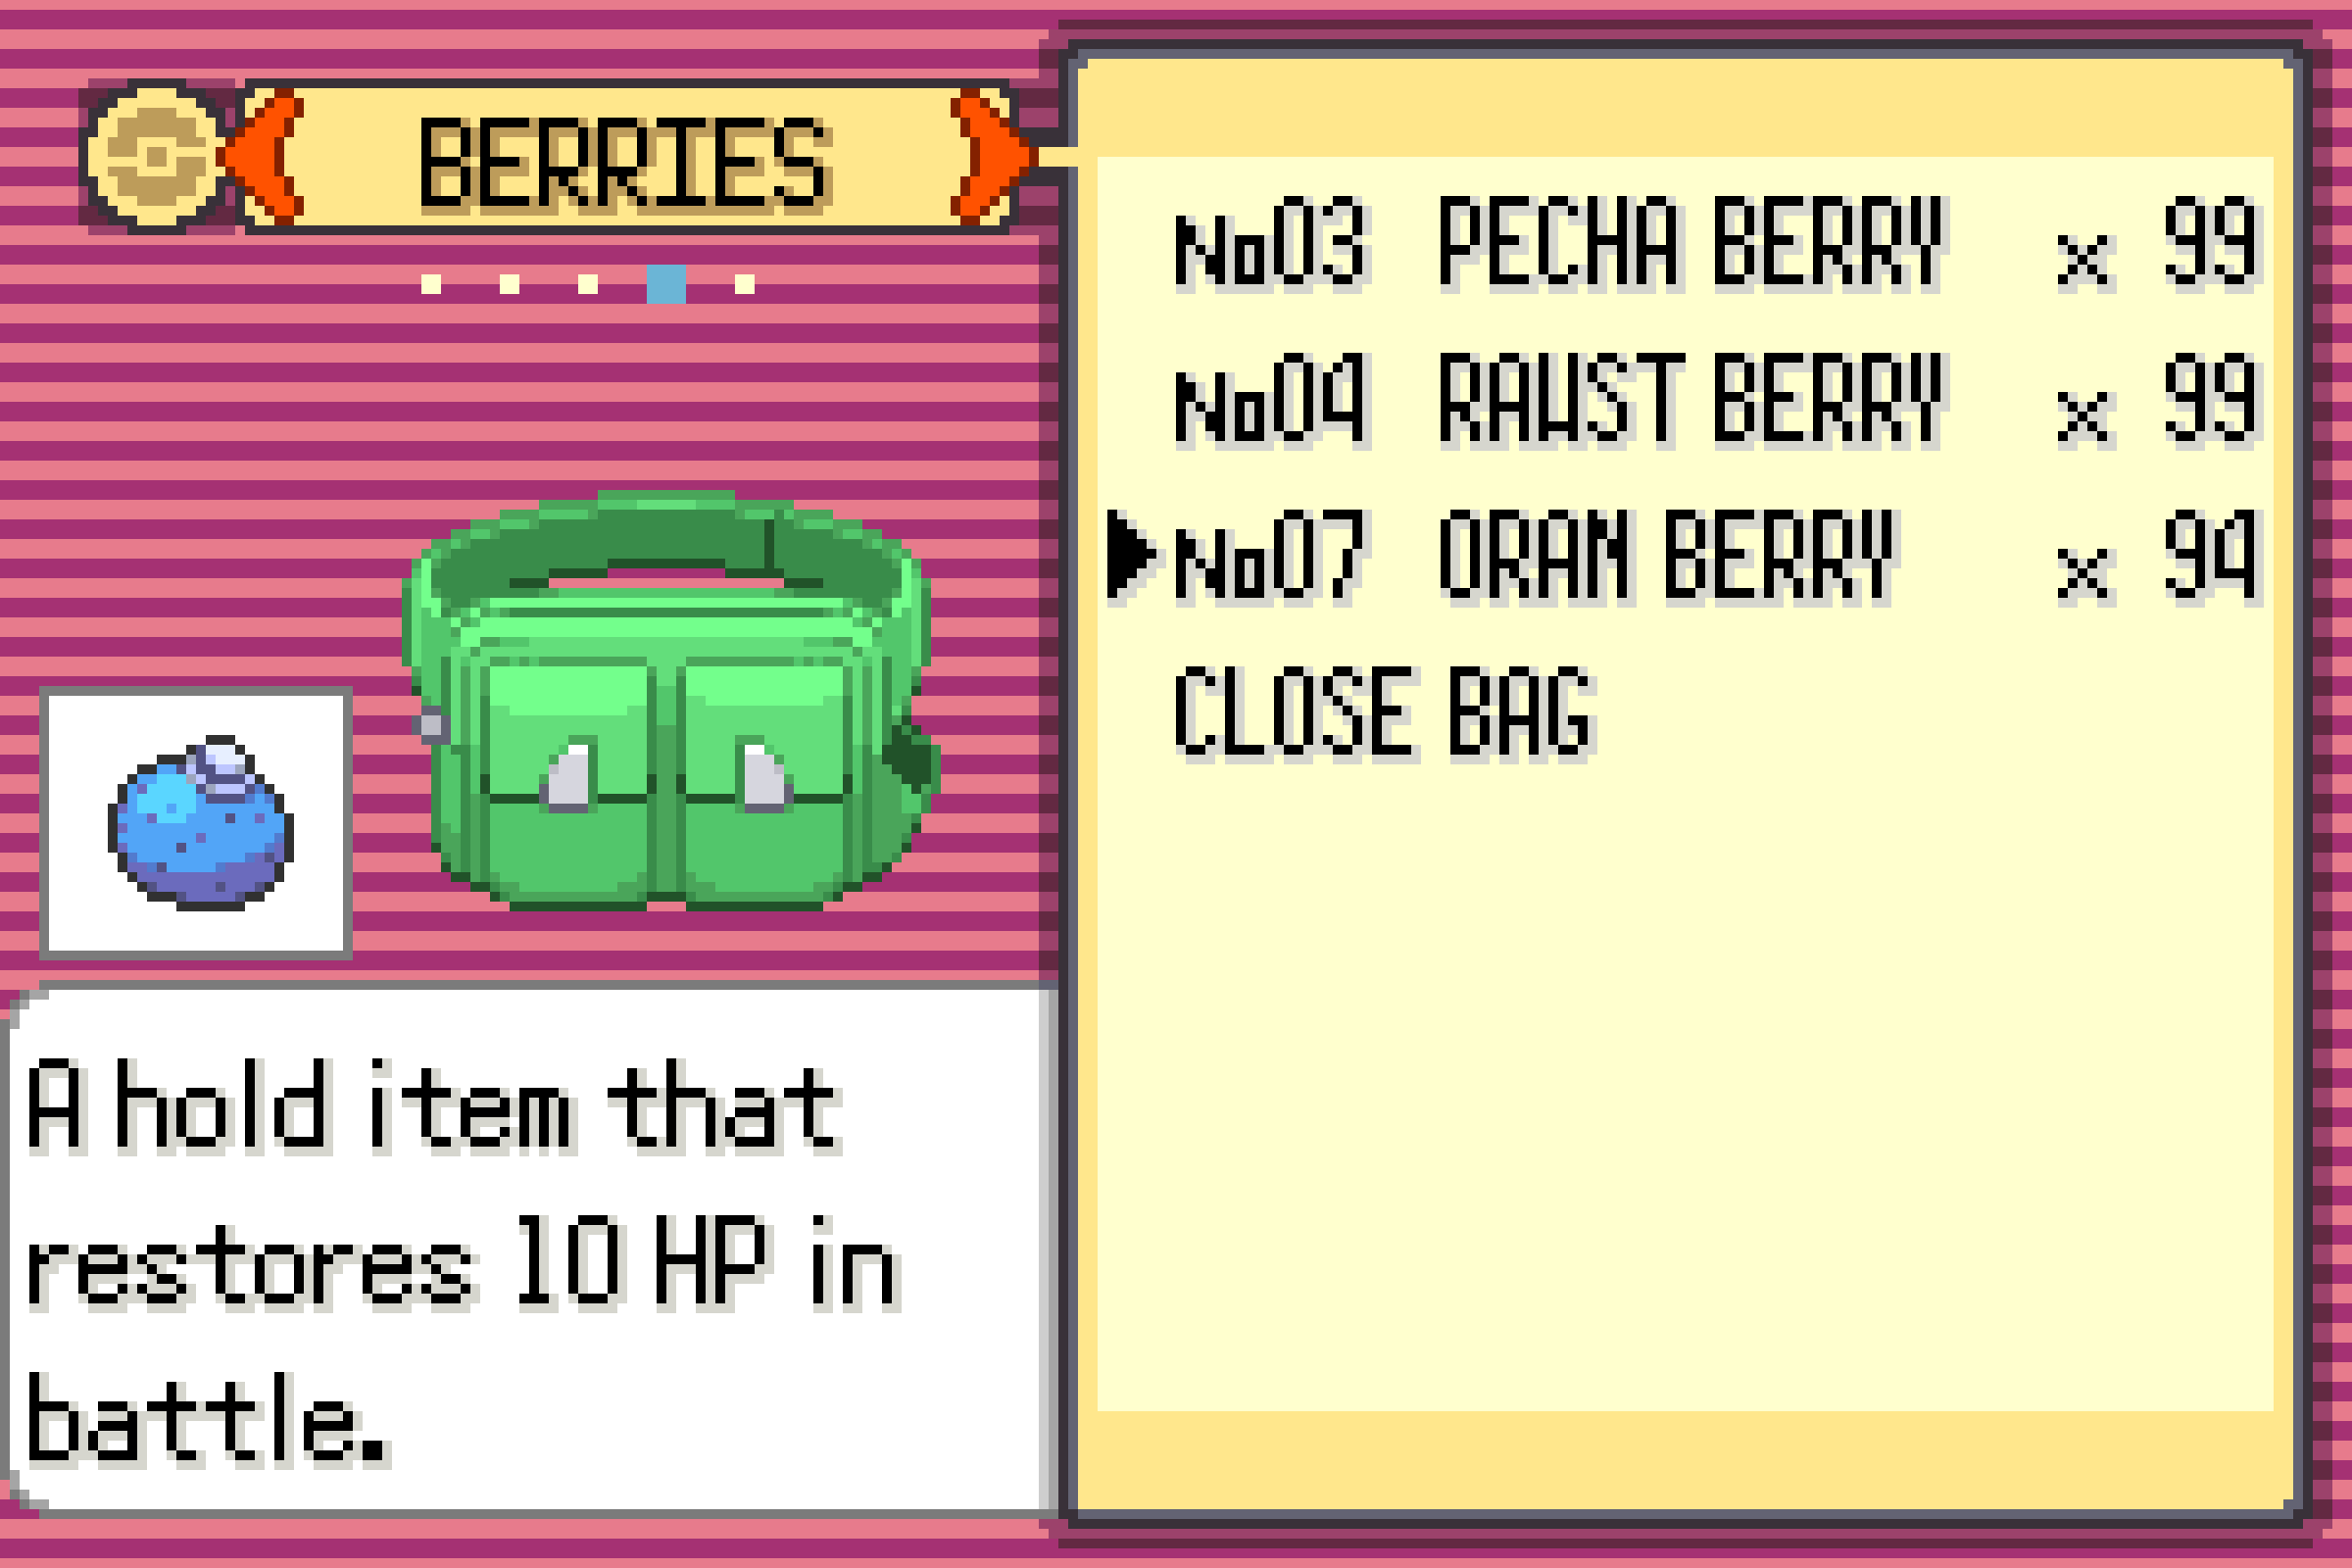 BERRIES
No03 PECHA BERRY x 99
No04 RAWST BERRY x 99
▶No07 ORAN BERRY x 94
CLOSE BAG
A hold item that
restores 10 HP in
battle.